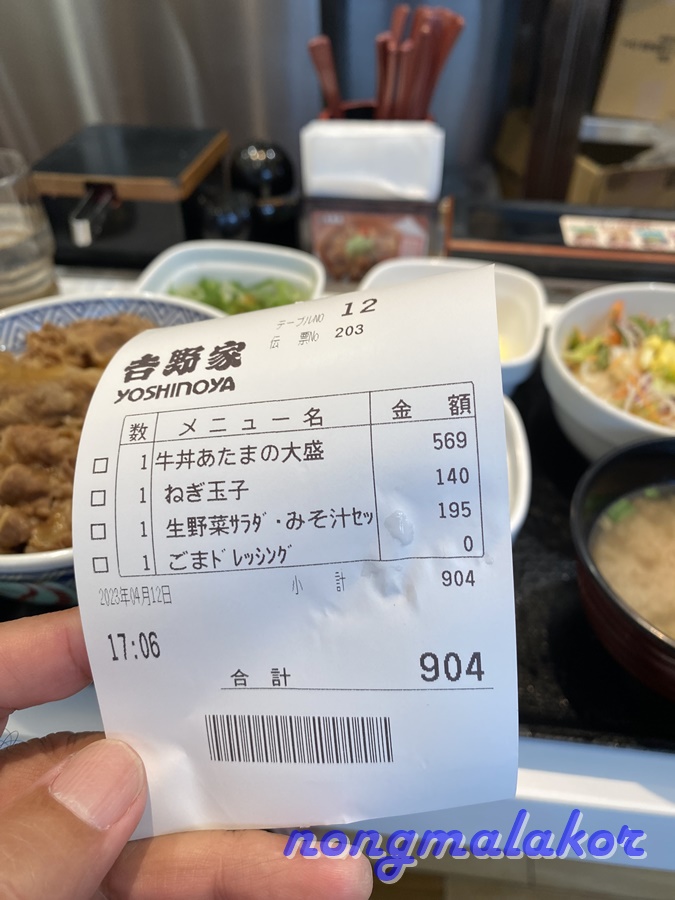 テーブルNo 12
伝票No 203
吉野家
YOSHINOYA
数 メニュー名 金額
□ 1 牛丼あたまの大盛 569
□ 1 ねぎ玉子 140
□ 1 生野菜ｻﾗﾀﾞ・みそ汁セッ 195
□ 1 ごまﾄﾞﾚｯｼﾝｸﾞ 0
2023年04月12日 小計 904
17:06
合計 904
nongmalakor